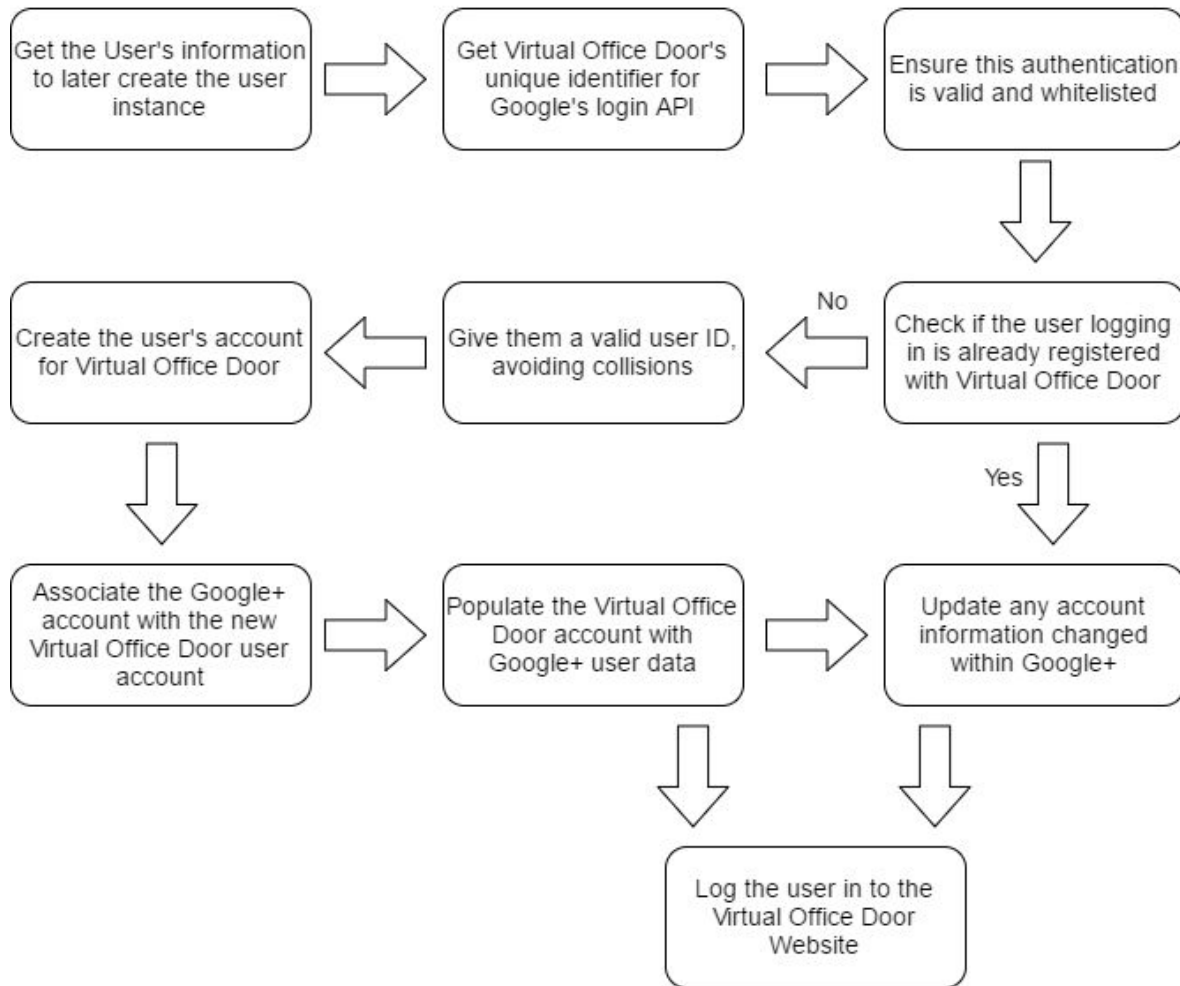 Get the User's information
to later create the user
instance
Get Virtual Office Door's
unique identifier for
Google's login API
Ensure this authentication
is valid and whitelisted
Create the user's account
for Virtual Office Door
Give them a valid user ID,
avoiding collisions
No
Check if the user logging
in is already registered
with Virtual Office Door
Yes
Associate the Google+
account with the new
Virtual Office Door user
account
Populate the Virtual Office
Door account with
Google+ user data
Update any account
information changed
within Google+
Log the user in to the
Virtual Office Door
Website